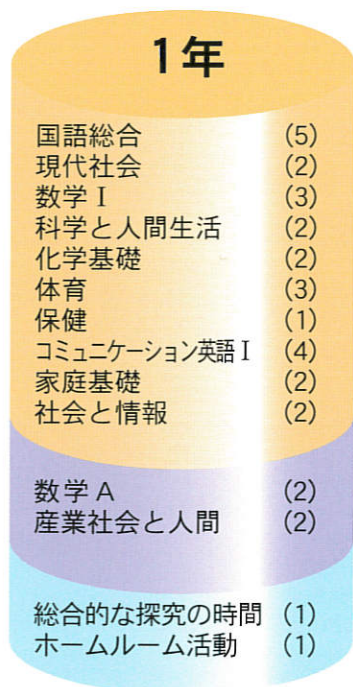 1年
国語総合 (5)
現代社会 (2)
数学Ⅰ (3)
科学と人間生活 (2)
化学基礎 (2)
体育 (3)
保健 (1)
コミュニケーション英語Ⅰ (4)
家庭基礎 (2)
社会と情報 (2)
数学A (2)
産業社会と人間 (2)
総合的な探究の時間 (1)
ホームルーム活動 (1)